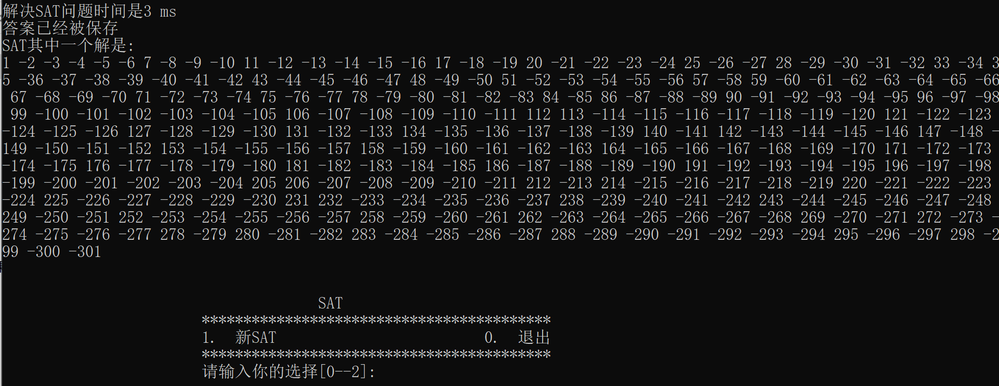 解决SAT问题时间是3 ms
答案已经被保存
SAT其中一个解是:
1 -2 -3 -4 -5 -6 7 -8 -9 -10 11 -12 -13 -14 -15 -16 17 -18 -19 20 -21 -22 -23 -24 25 -26 -27 28 -29 -30 -31 -32 33 -34 3
5 -36 -37 -38 -39 -40 -41 -42 43 -44 -45 -46 -47 48 -49 -50 51 -52 -53 -54 -55 -56 57 -58 59 -60 -61 -62 -63 -64 -65 -66
67 -68 -69 -70 71 -72 -73 -74 75 -76 -77 78 -79 -80 -81 -82 -83 84 -85 86 -87 -88 -89 90 -91 -92 -93 -94 -95 96 -97 -98
99 -100 -101 -102 -103 -104 -105 106 -107 -108 -109 -110 -111 112 113 -114 -115 -116 -117 -118 -119 -120 121 -122 -123
-124 -125 -126 127 -128 -129 -130 131 -132 -133 134 -135 -136 -137 -138 -139 140 -141 142 -143 -144 -145 -146 147 -148 -
149 -150 -151 -152 153 -154 -155 -156 -157 158 -159 -160 -161 -162 -163 164 -165 -166 -167 -168 -169 -170 171 -172 -173
-174 -175 176 -177 -178 -179 -180 181 -182 -183 -184 -185 186 -187 -188 -189 -190 191 -192 -193 -194 -195 196 -197 -198
-199 -200 -201 -202 -203 -204 205 206 -207 -208 -209 -210 -211 212 -213 214 -215 -216 -217 -218 -219 220 -221 -222 -223
-224 225 -226 -227 -228 -229 -230 231 232 -233 -234 -235 -236 -237 238 -239 -240 -241 -242 243 -244 -245 -246 -247 -248
249 -250 -251 252 -253 -254 -255 -256 -257 258 -259 -260 -261 262 -263 -264 -265 -266 -267 -268 269 -270 -271 272 -273 -
274 -275 -276 -277 278 -279 280 -281 -282 283 -284 -285 -286 -287 288 -289 -290 -291 -292 -293 -294 295 -296 -297 298 -2
99 -300 -301
SAT
******************************************
1. 新SAT 0. 退出
******************************************
请输入你的选择[0--2]: